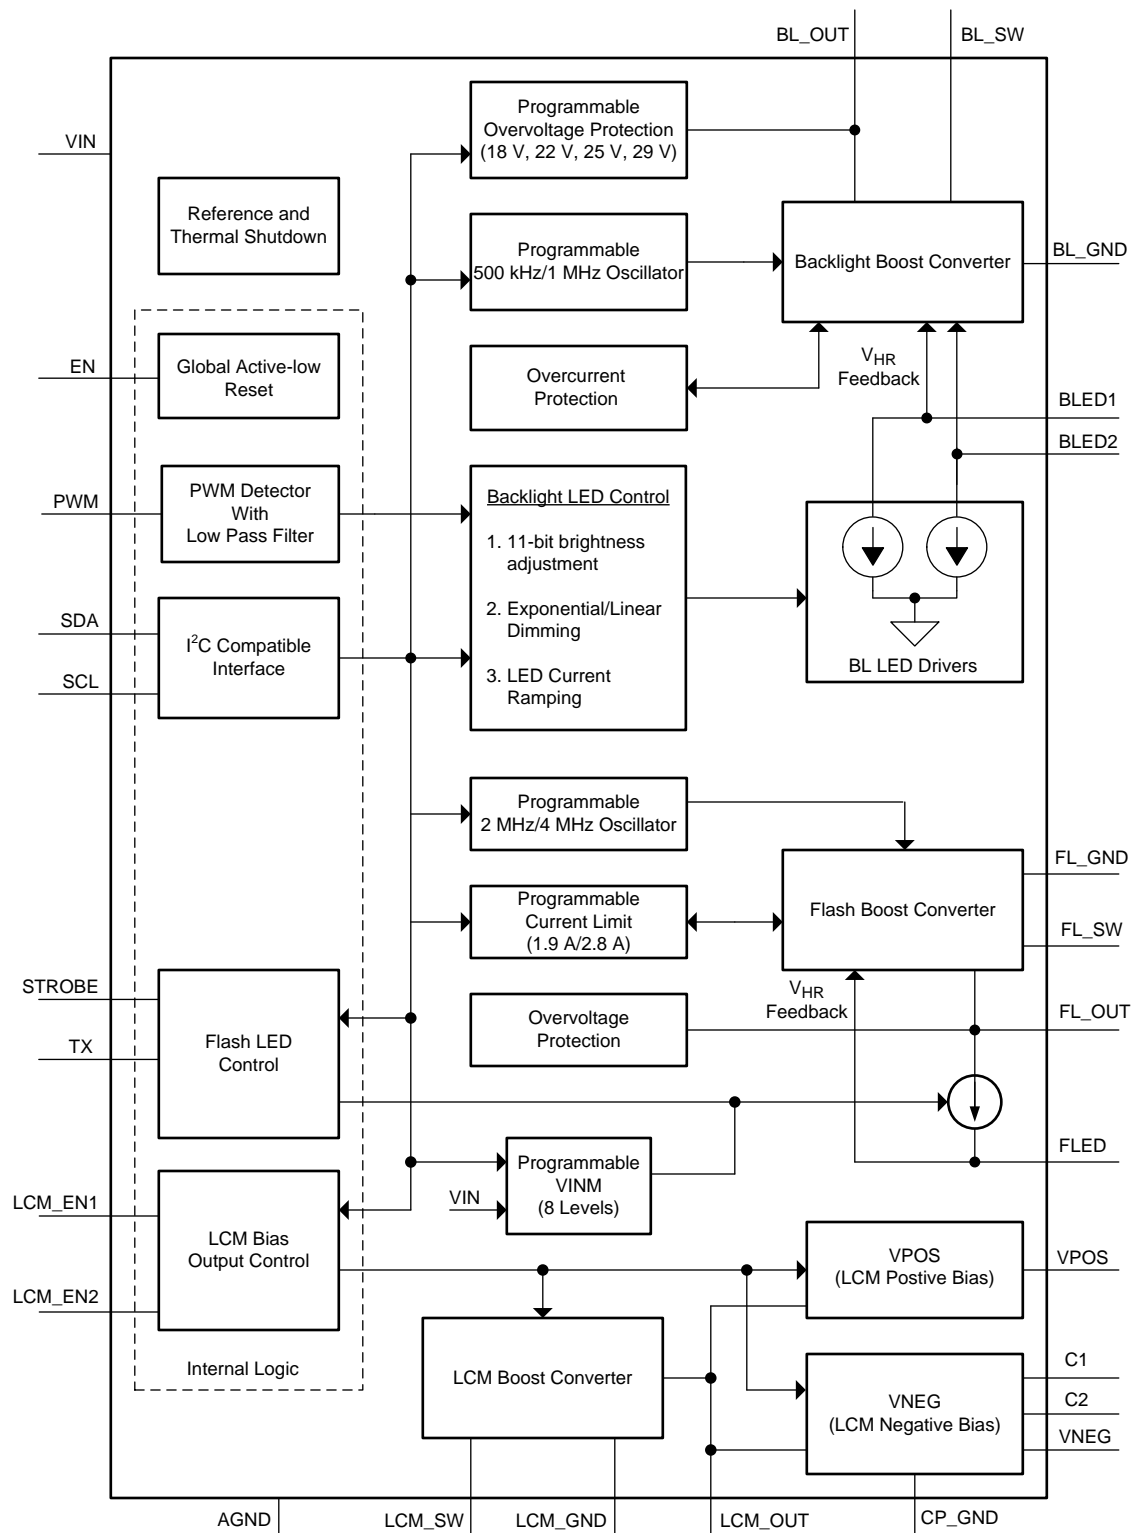 BL_OUT
BL_SW
VIN
Programmable
Overvoltage Protection
(18 V, 22 V, 25 V, 29 V)
Reference and
Thermal Shutdown
Programmable
500 kHz/1 MHz Oscillator
Backlight Boost Converter
BL_GND
EN
Global Active-low
Reset
Overcurrent
Protection
VHR
Feedback
BLED1
BLED2
PWM
PWM Detector
With
Low Pass Filter
Backlight LED Control
1. 11-bit brightness
adjustment
2. Exponential/Linear
Dimming
3. LED Current
Ramping
BL LED Drivers
SDA
SCL
I2C Compatible
Interface
Programmable
2 MHz/4 MHz Oscillator
Programmable
Current Limit
(1.9 A/2.8 A)
Flash Boost Converter
FL_GND
FL_SW
STROBE
TX
Flash LED
Control
Overvoltage
Protection
VHR
Feedback
FL_OUT
FLED
Programmable
VINM
(8 Levels)
VIN
LCM_EN1
LCM_EN2
LCM Bias
Output Control
Internal Logic
VPOS
(LCM Postive Bias)
VPOS
LCM Boost Converter
VNEG
(LCM Negative Bias)
C1
C2
VNEG
AGND
LCM_SW
LCM_GND
LCM_OUT
CP_GND